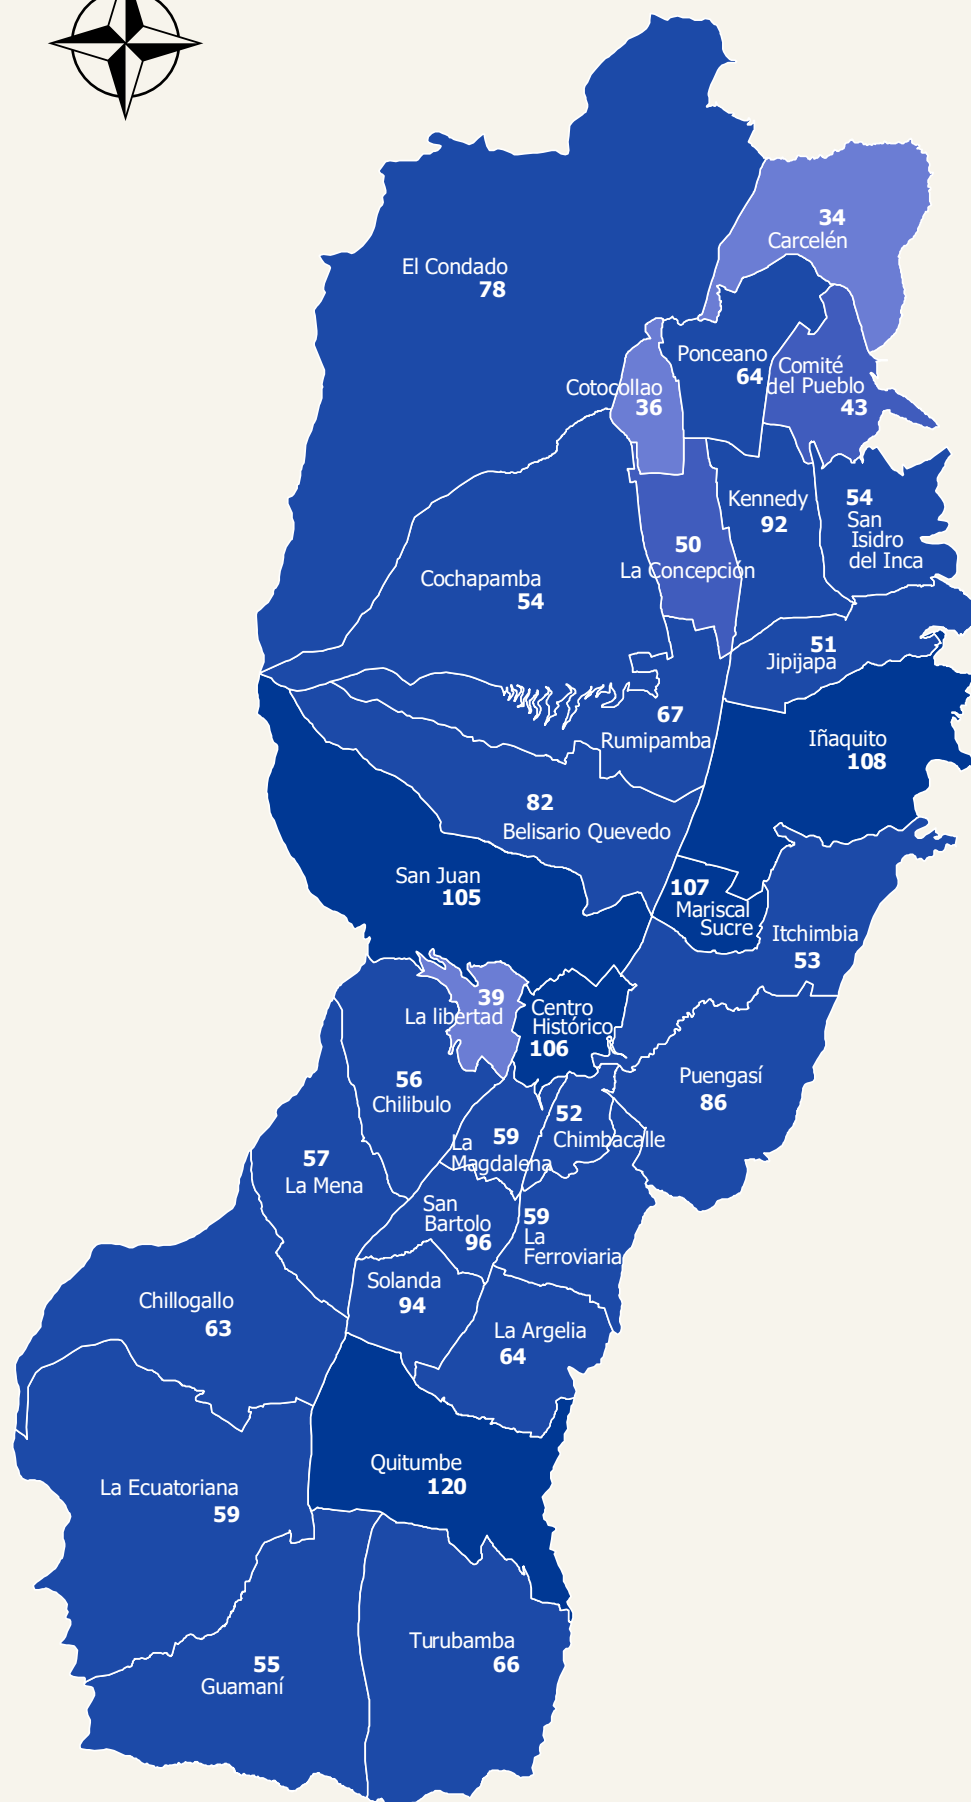 34
Carcelén
El Condado
78
Ponceano
64
Comité
del Pueblo
43
Cotocollao
36
Kennedy
92
54
San
Isidro
del Inca
50
La Concepción
Cochapamba
54
51
Jipijapa
67
Rumipamba
Iñaquito
108
82
Belisario Quevedo
San Juan
105
107
Mariscal
Sucre
Itchimbia
53
39
La libertad
Centro
Histórico
106
Puengasí
86
56
Chilibulo
52
Chimbacalle
59
La
Magdalena
57
La Mena
San
Bartolo
96
59
La
Ferroviaria
Solanda
94
Chillogallo
63
La Argelia
64
Quitumbe
120
La Ecuatoriana
59
Turubamba
66
55
Guamaní